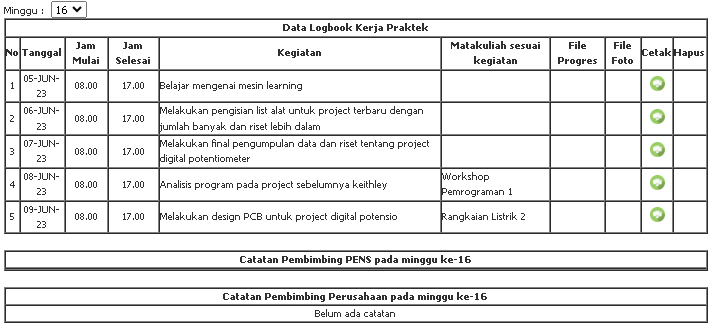 Minggu : 16
Data Logbook Kerja Praktek
No Tanggal Jam Mulai Jam Selesai Kegiatan Matakuliah sesuai kegiatan File Progres File Foto Cetak Hapus
1 05-JUN-23 08.00 17.00 Belajar mengenai mesin learning
2 06-JUN-23 08.00 17.00 Melakukan pengisian list alat untuk project terbaru dengan jumlah banyak dan riset lebih dalam
3 07-JUN-23 08.00 17.00 Melakukan final pengumpulan data dan riset tentang project digital potentiometer
4 08-JUN-23 08.00 17.00 Analisis program pada project sebelumnya keithley Workshop Pemrograman 1
5 09-JUN-23 08.00 17.00 Melakukan design PCB untuk project digital potensio Rangkaian Listrik 2
Catatan Pembimbing PENS pada minggu ke-16
Catatan Pembimbing Perusahaan pada minggu ke-16
Belum ada catatan